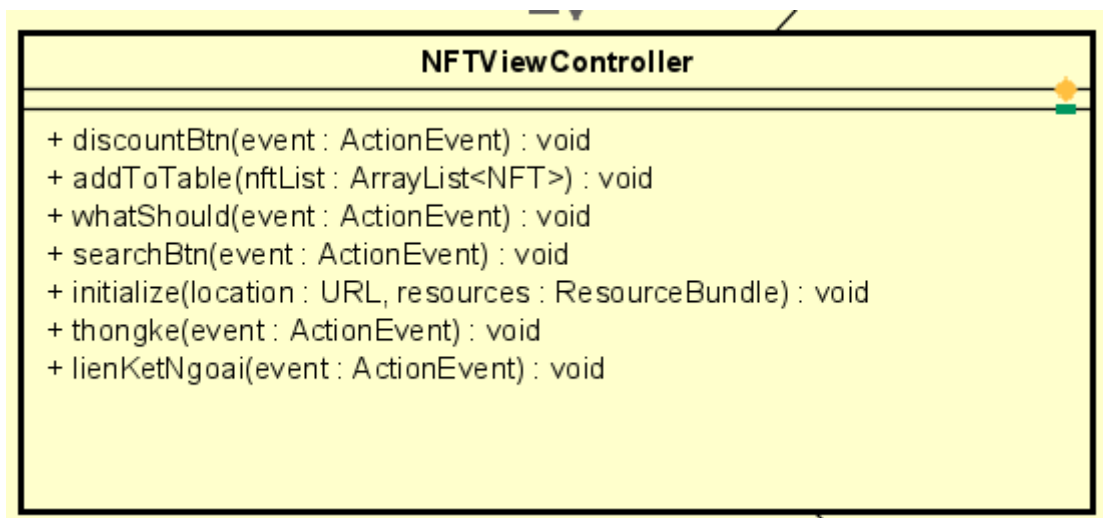 NFTViewController
+ discountBtn(event : ActionEvent) : void
+ addToTable(nftList : ArrayList<NFT>) : void
+ whatShould(event : ActionEvent) : void
+ searchBtn(event : ActionEvent) : void
+ initialize(location : URL, resources : ResourceBundle) : void
+ thongke(event : ActionEvent) : void
+ lienKetNgoai(event : ActionEvent) : void